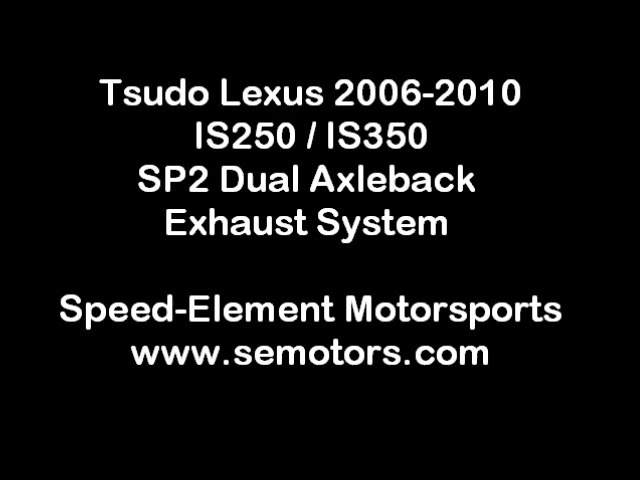 Tsudo Lexus 2006-2010
IS250 / IS350
SP2 Dual Axleback
Exhaust System
Speed-Element Motorsports
www.semotors.com